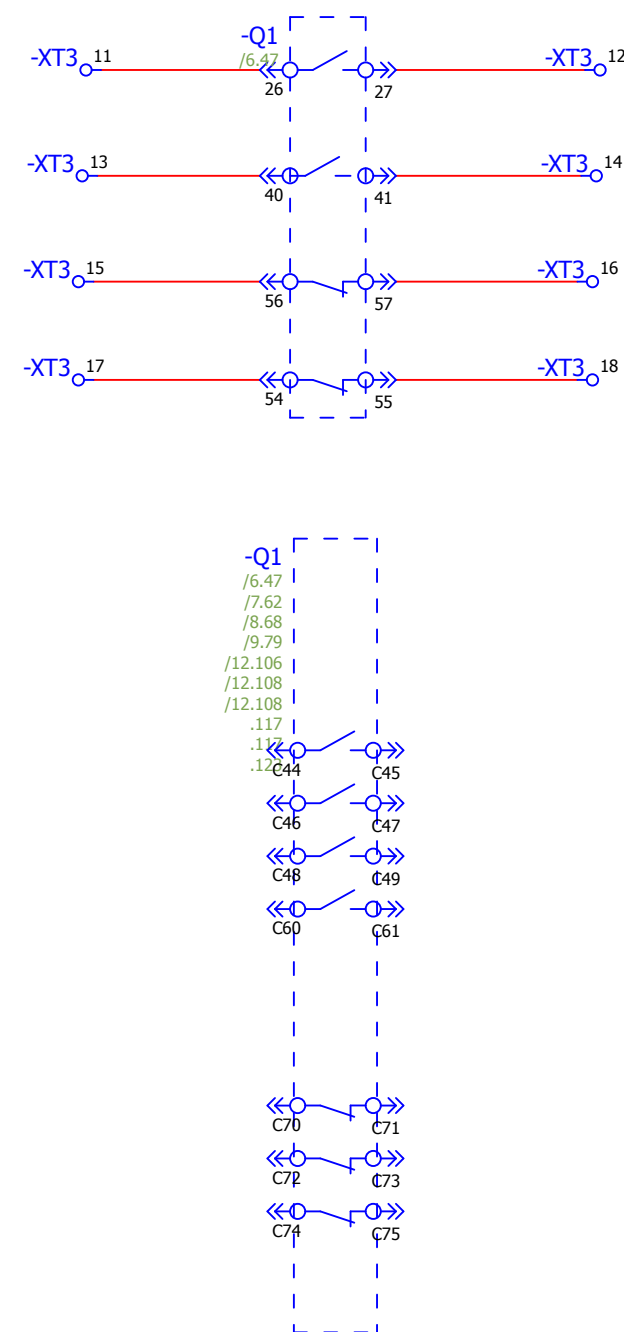 -Q1
/6.47
-XT3 11 26 27 -XT3 12
-XT3 13 40 41 -XT3 14
-XT3 15 56 57 -XT3 16
-XT3 17 54 55 -XT3 18
-Q1
/6.47
/7.62
/8.68
/9.79
/12.106
/12.108
/12.108
.117
.117
.123
C44 C45
C46 C47
C48 C49
C60 C61
C70 C71
C72 C73
C74 C75